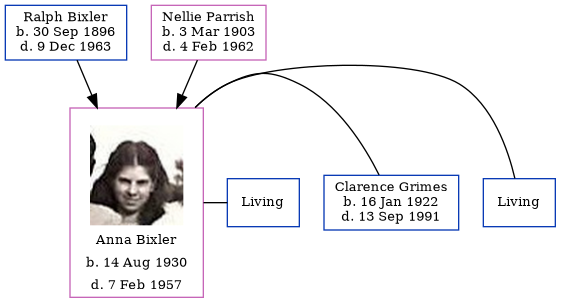 Ralph Bixler
b. 30 Sep 1896
d. 9 Dec 1963
Nellie Parrish
b. 3 Mar 1903
d. 4 Feb 1962
Anna Bixler
b. 14 Aug 1930
d. 7 Feb 1957
Living
Clarence Grimes
b. 16 Jan 1922
d. 13 Sep 1991
Living